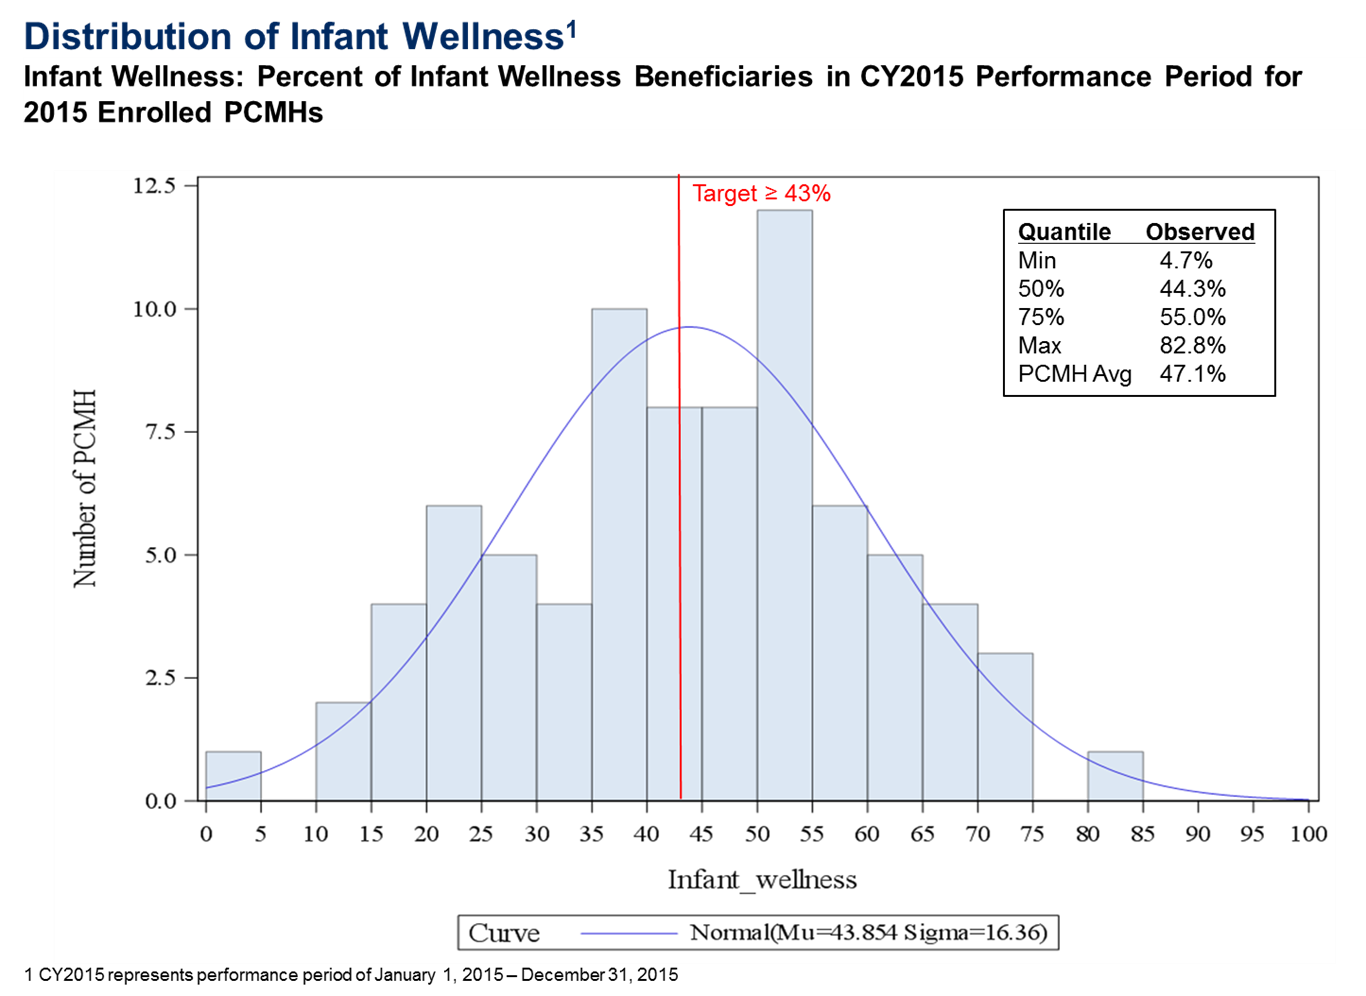 Distribution of Infant Wellness1
Infant Wellness: Percent of Infant Wellness Beneficiaries in CY2015 Performance Period for
2015 Enrolled PCMHs
Target ≥ 43%
Quantile Observed
Min 4.7%
50% 44.3%
75% 55.0%
Max 82.8%
PCMH Avg 47.1%
Number of PCMH
12.5
10.0
7.5
5.0
2.5
0.0
0 5 10 15 20 25 30 35 40 45 50 55 60 65 70 75 80 85 90 95 100
Infant_wellness
Curve Normal(Mu=43.854 Sigma=16.36)
1 CY2015 represents performance period of January 1, 2015 – December 31, 2015